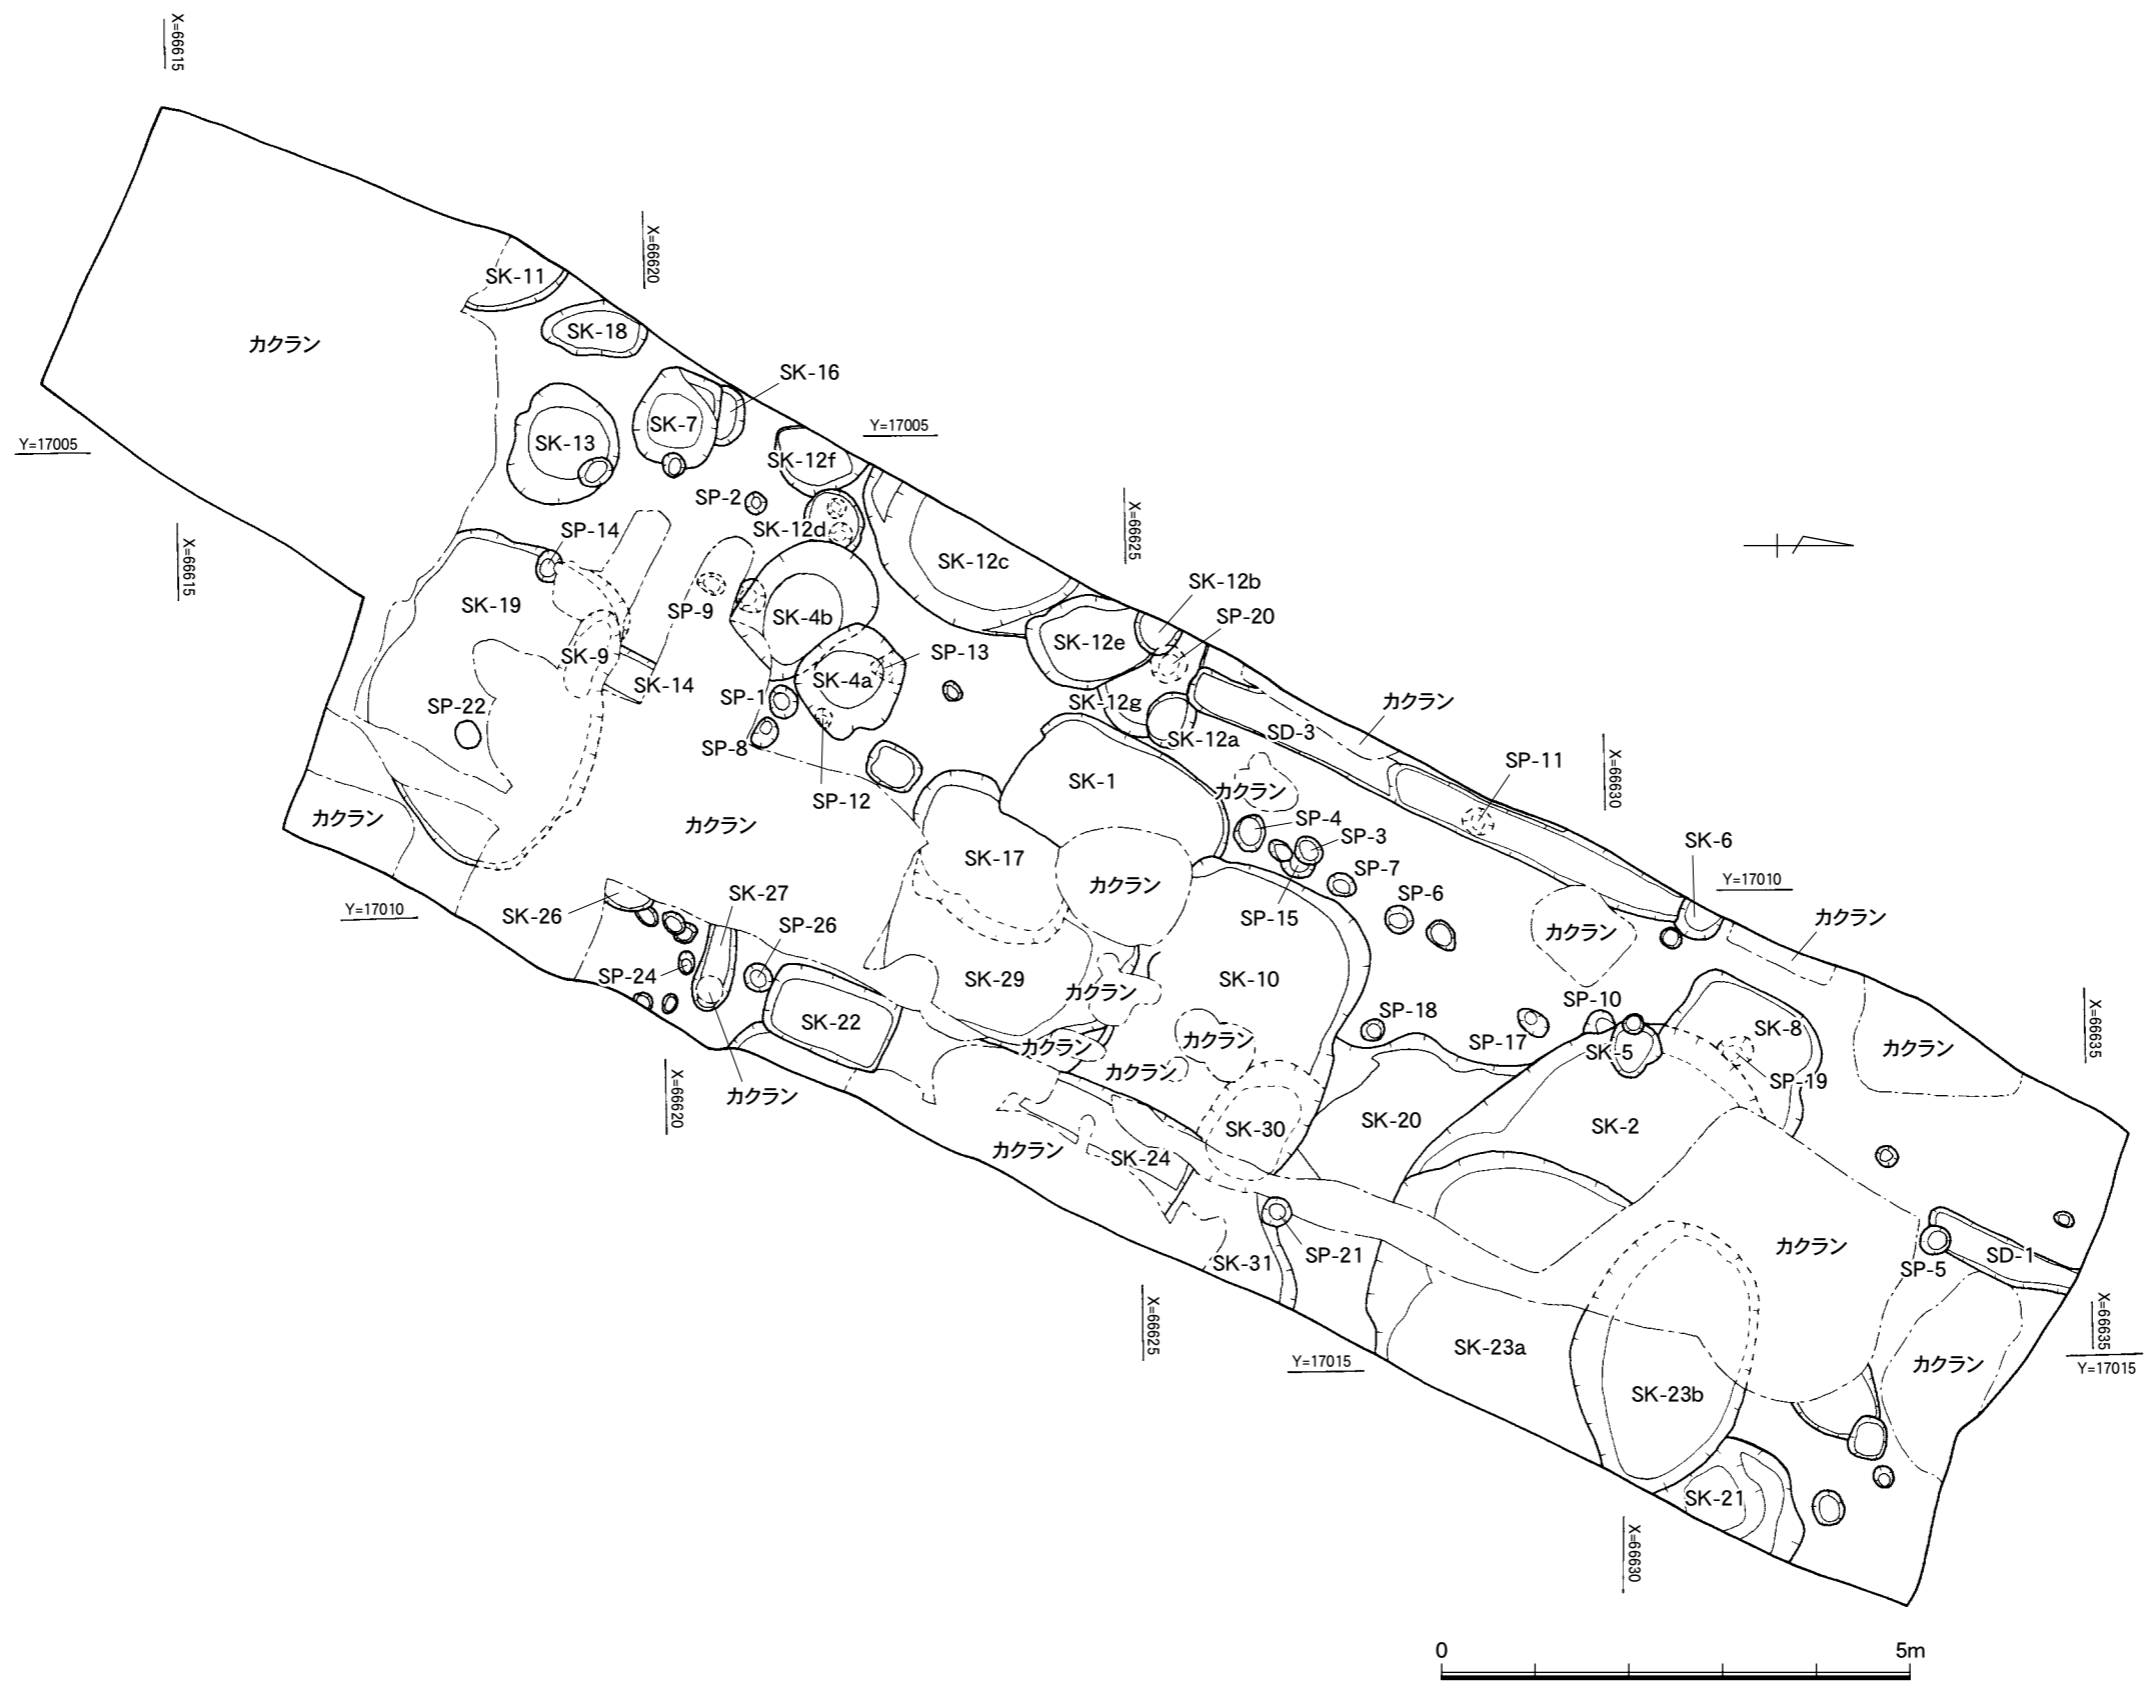 X=66615
X=66620
SK-11
SK-18
カクラン
SK-16
SK-7
Y=17005
Y=17005
SK-13
SK-12f
SP-2
SP-14
SK-12d
X=66625
X=66615
SK-12c
SK-12b
SK-19
SP-9
SK-4b
SP-20
SK-12e
SK-9
SP-13
SK-14
SK-4a
SP-1
SK-12g
カクラン
SP-22
SD-3
SK-12a
SP-8
SP-11
X=66630
SK-1
カクラン
SP-12
カクラン
カクラン
SP-4
SP-3
SK-6
SK-17
SP-7
カクラン
Y=17010
SK-27
SP-6
Y=17010
SK-26
SP-15
カクラン
SP-26
カクラン
SP-24
SK-29
SK-10
カクラン
SP-10
SP-18
SK-22
SK-8
X=66635
カクラン
カクラン
SP-17
SK-5
カクラン
カクラン
SP-19
X=66620
カクラン
SK-20
SK-30
SK-2
カクラン
SK-24
カクラン
SP-21
SK-31
SP-5
SD-1
X=66625
X=66635
SK-23a
Y=17015
カクラン
Y=17015
SK-23b
SK-21
X=66630
0 5m